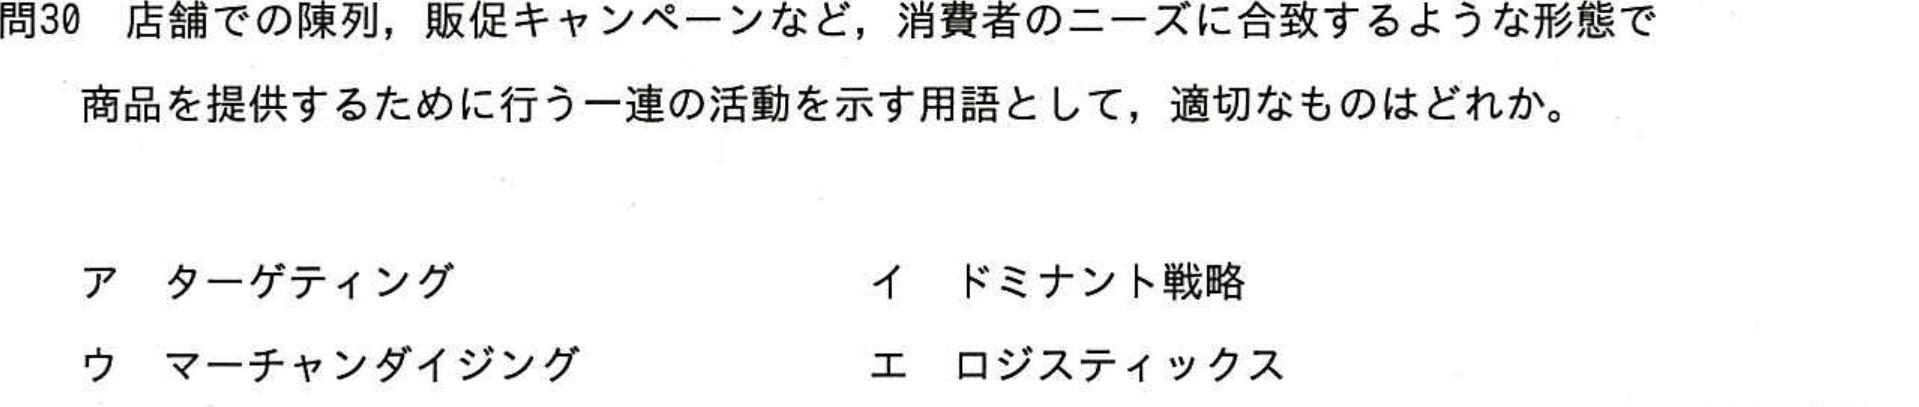 問30　店舗での陳列，販促キャンペーンなど，消費者のニーズに合致するような形態で
商品を提供するために行う一連の活動を示す用語として，適切なものはどれか。
ア　ターゲティング　イ　ドミナント戦略
ウ　マーチャンダイジング　エ　ロジスティックス